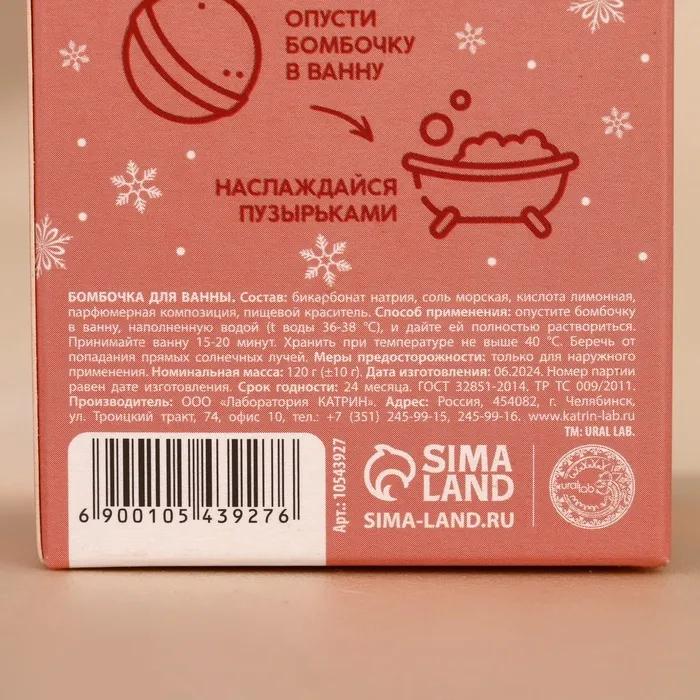 ОПУСТИ
БОМБОЧКУ
В ВАННУ
НАСЛАЖДАЙСЯ
ПУЗЫРЬКАМИ
БОМБОЧКА ДЛЯ ВАННЫ. Состав: бикарбонат натрия, соль морская, кислота лимонная,
парфюмерная композиция, пищевой краситель. Способ применения: опустите бомбочку
в ванну, наполненную водой (t воды 36-38 °C), и дайте ей полностью раствориться.
Принимайте ванну 15-20 минут. Хранить при температуре не выше 40 °C. Беречь от
попадания прямых солнечных лучей. Меры предосторожности: только для наружного
применения. Номинальная масса: 120 г (±10 г). Дата изготовления: 06.2024. Номер партии
равен дате изготовления. Срок годности: 24 месяца. ГОСТ 32851-2014. ТР ТС 009/2011.
Производитель: ООО «Лаборатория КАТРИН». Адрес: Россия, 454082, г. Челябинск,
ул. Троицкий тракт, 74, офис 10, тел.: +7 (351) 245-99-15, 245-99-16. www.katrin-lab.ru
TM: URAL LAB.
6 900105 439276
Арт.: 10543927
SIMA
LAND
SIMA-LAND.RU
ural lab